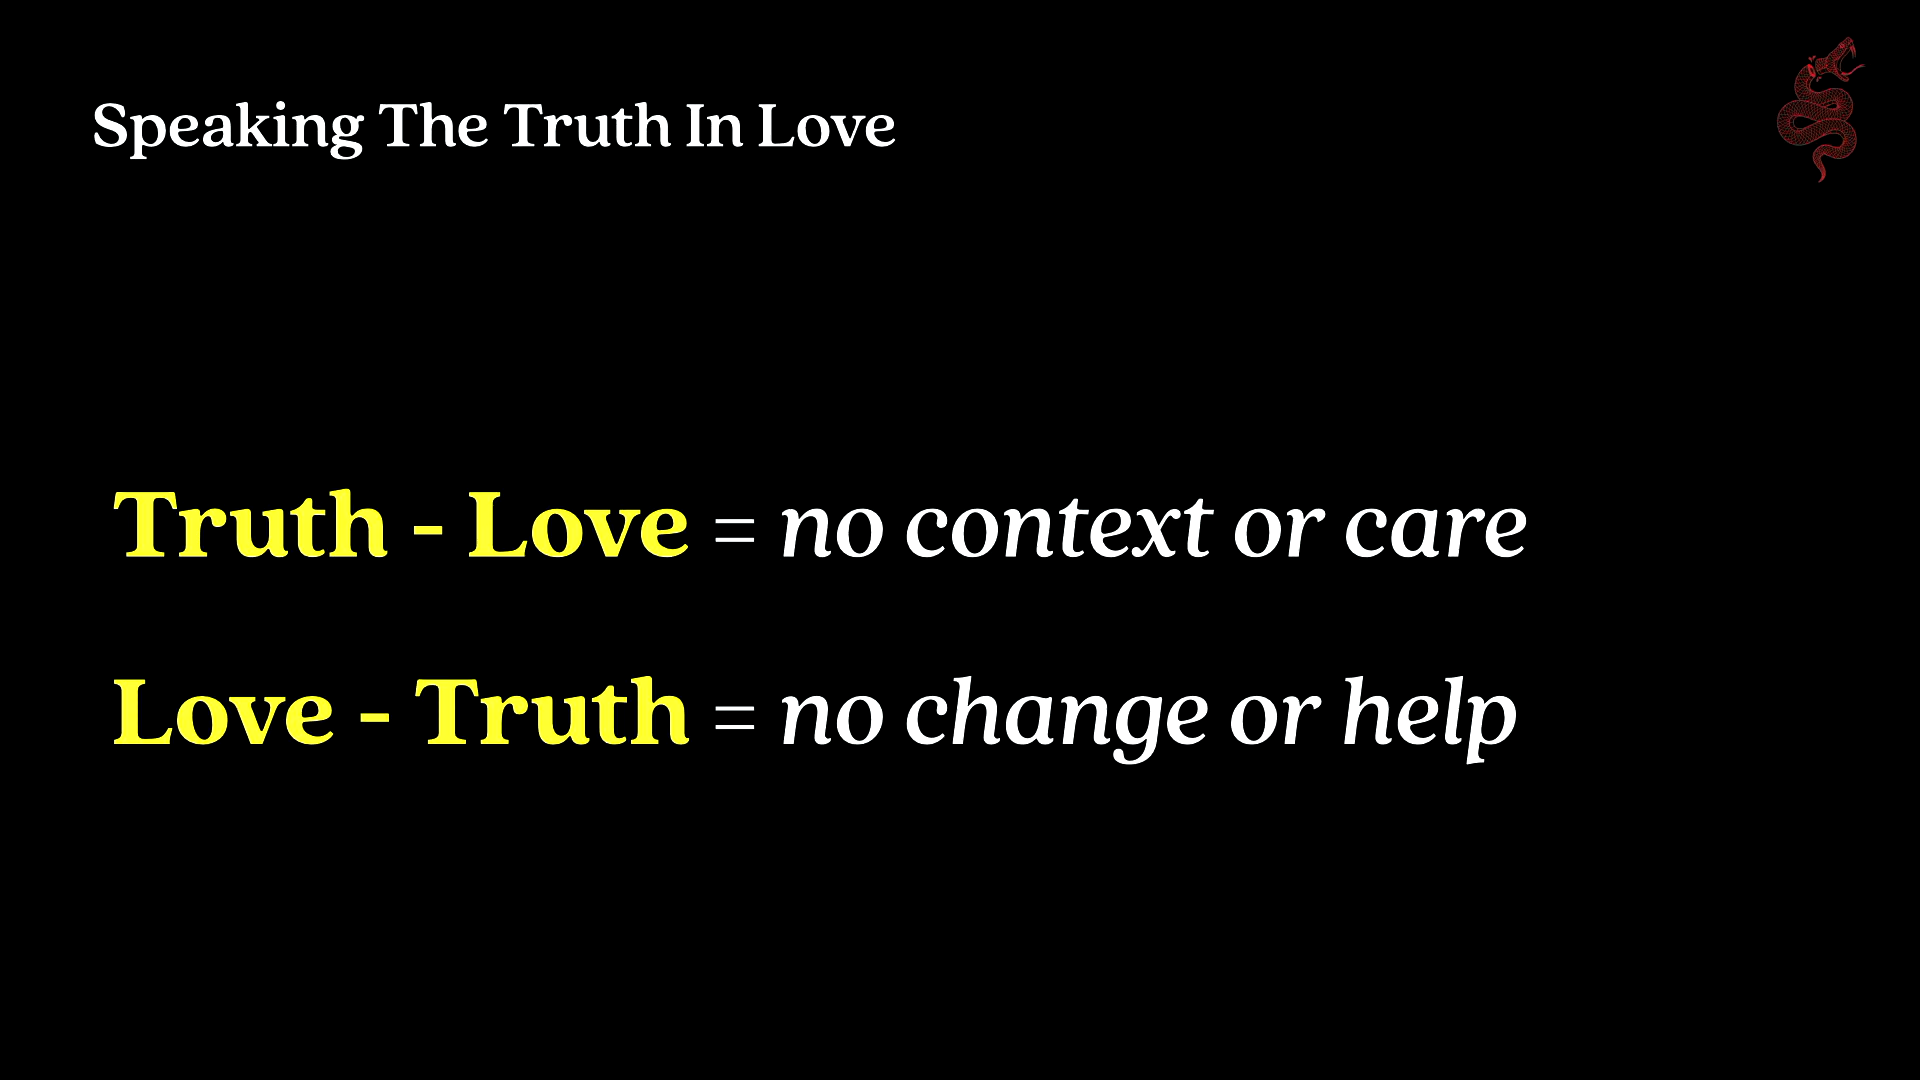 Speaking The Truth In Love
Truth - Love = no context or care
Love - Truth = no change or help